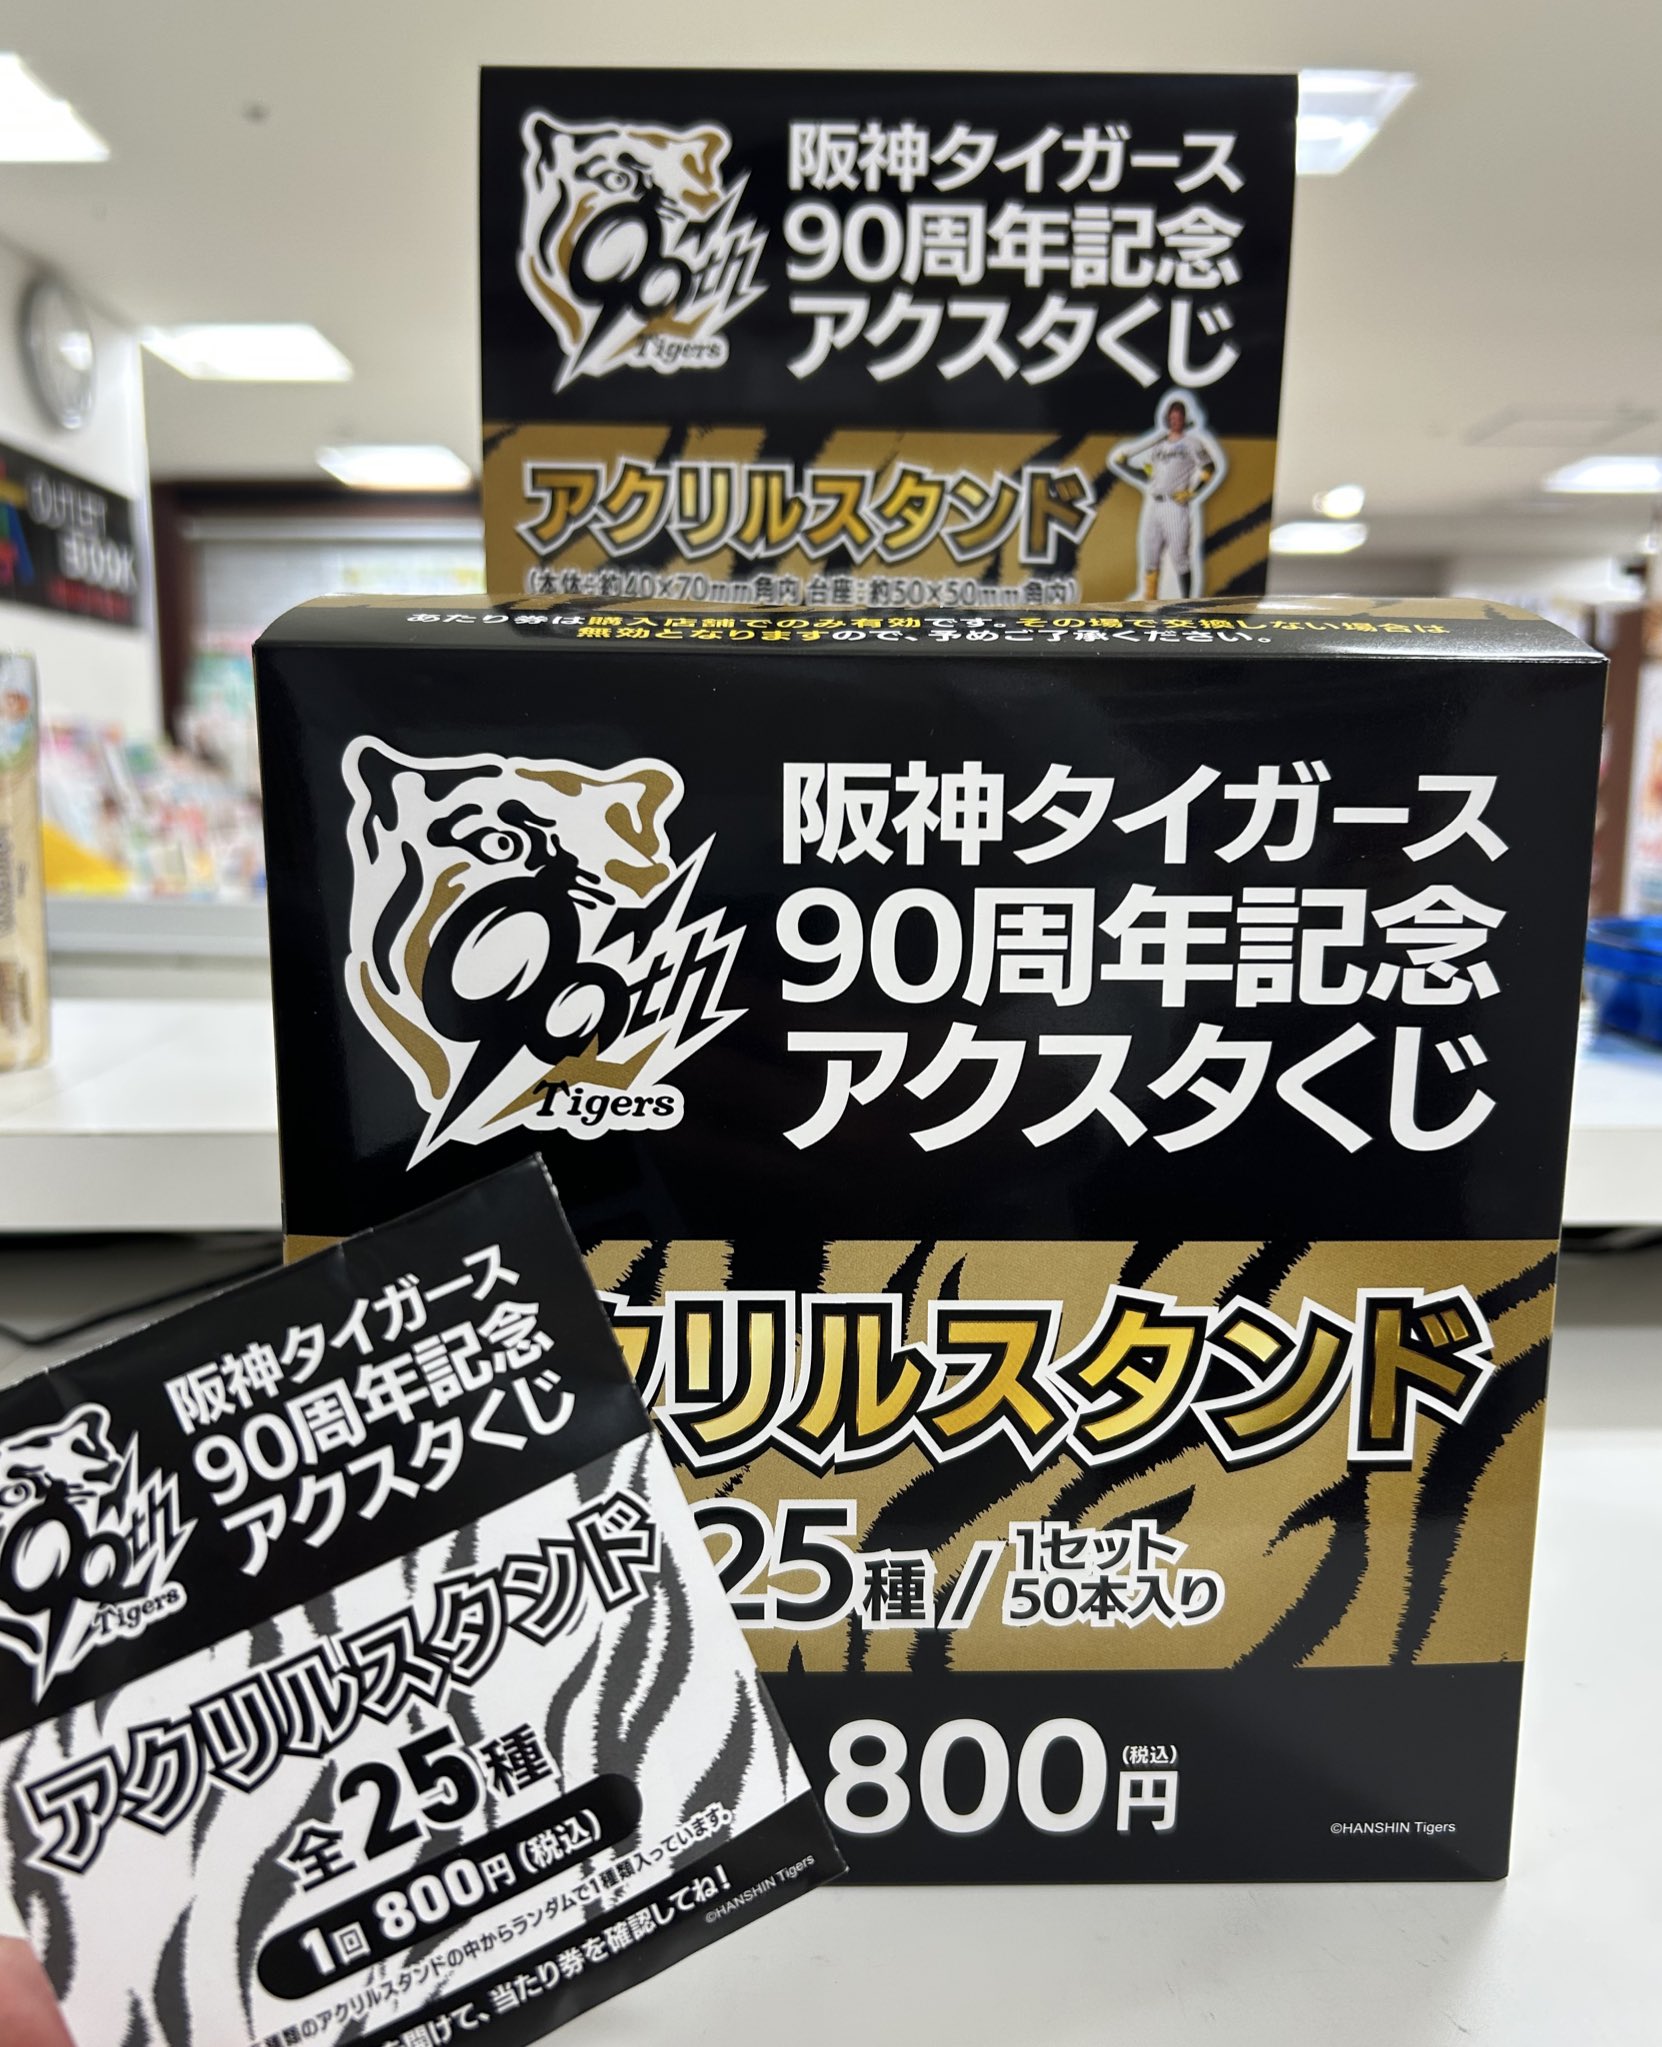 阪神タイガース
90周年記念
アクスタくじ
90th
Tigers
アクリルスタンド
(本体:約40×70mm角内 台座:約50×50mm角内)
あたり券は購入店舗でのみ有効です。その場で交換しない場合は
無効となりますので、予めご了承ください。
阪神タイガース
90周年記念
アクスタくじ
90th
Tigers
クリルスタンド
25種/1セット
50本入り
800円(税込)
©HANSHIN Tigers
阪神タイガース
90周年記念
アクスタくじ
90th
Tigers
アクリルスタンド
全25種
1回 800円(税込)
種類のアクリルスタンドの中からランダムで1種類入っています。
を開けて、当たり券を確認してね!
©HANSHIN Tigers
OUTLET
BOOK